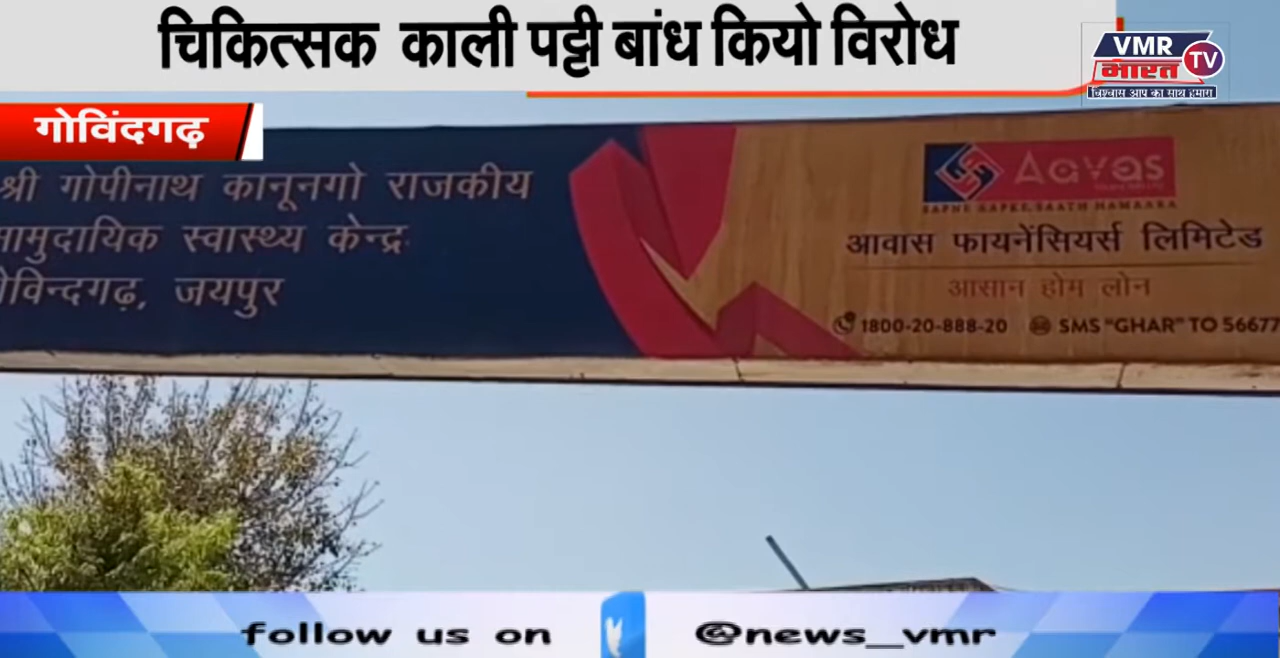 चिकित्सक काली पट्टी बांध कियो विरोध
VMR
भारत
TV
विश्वास आप का साथ हमारा
गोविंदगढ़
श्री गोपीनाथ कानूनगो राजकीय
सामुदायिक स्वास्थ्य केन्द्र
गोविन्दगढ़, जयपुर
Aavas
SAPNE AAPKE, SAATH HAMAARA
आवास फायनेंसियर्स लिमिटेड
आसान होम लोन
1800-20-888-20 SMS "GHAR" TO 56677
follow us on @news_vmr